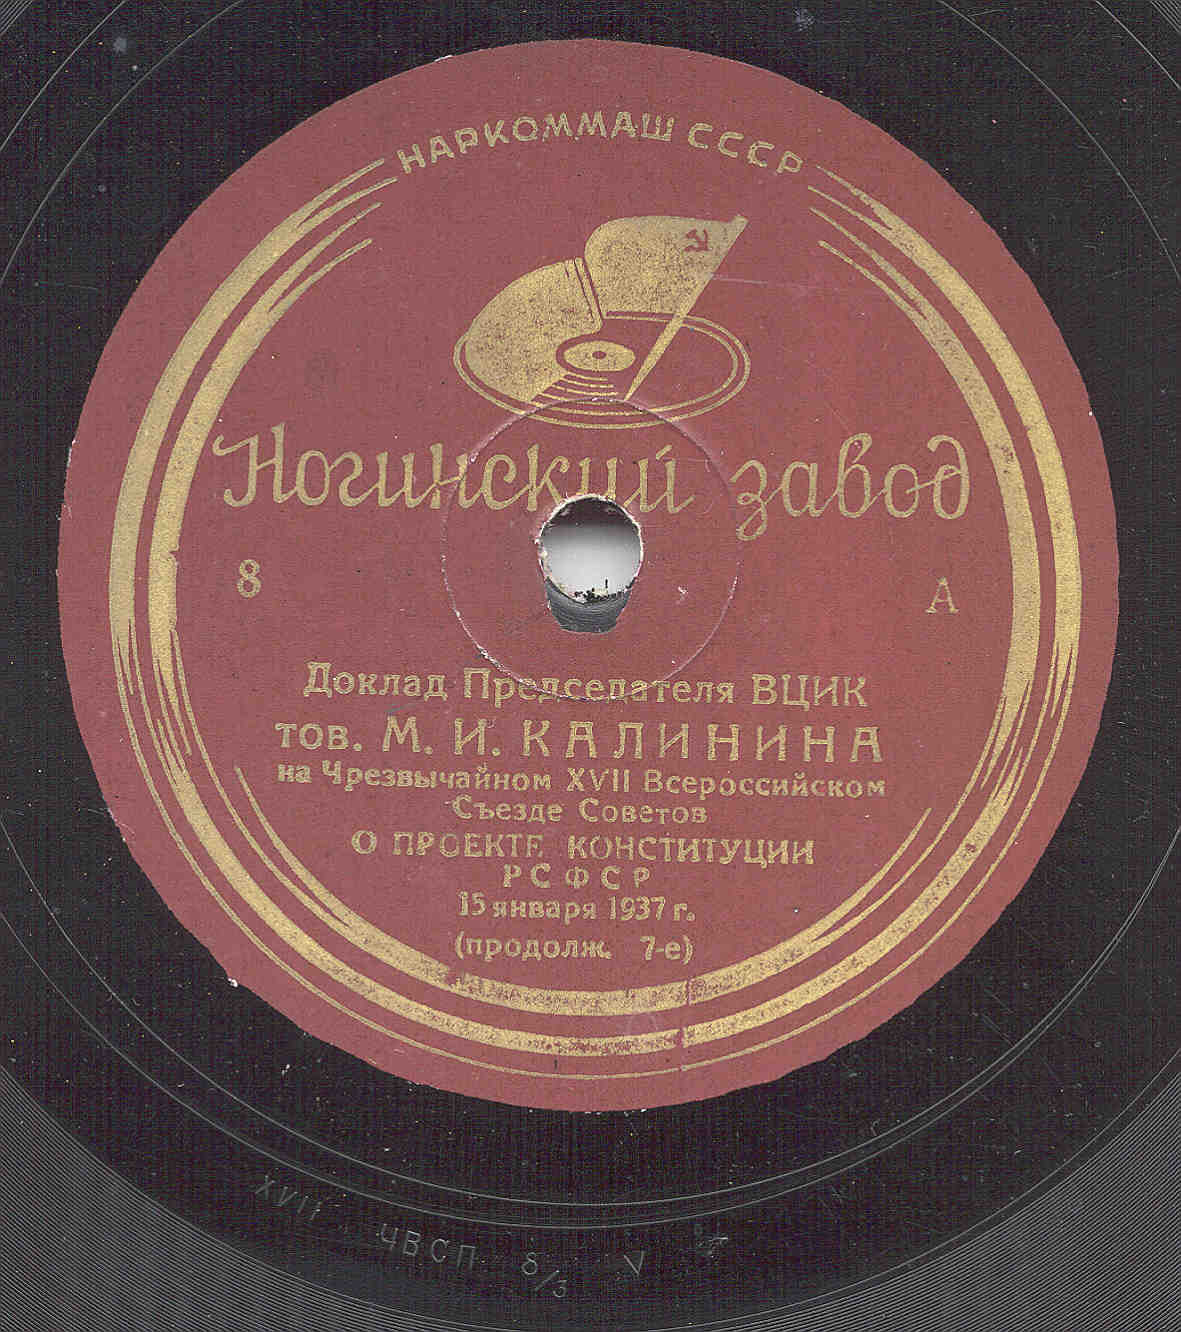 НАРКОММАШ СССР
Ногинский завод
8 А
Доклад Председателя ВЦИК
тов. М. И. КАЛИНИНА
на Чрезвычайном XVII Всероссийском
Съезде Советов
О ПРОЕКТЕ КОНСТИТУЦИИ
РСФСР
15 января 1937 г.
(продолж. 7-е)
XVII ЧВСП 8/3 V